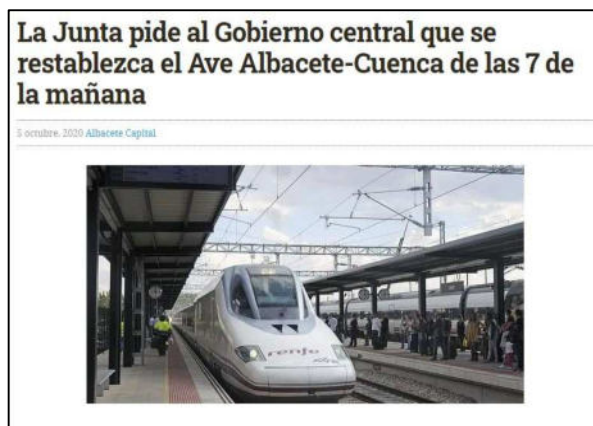 La Junta pide al Gobierno central que se
restablezca el Ave Albacete-Cuenca de las 7 de
la mañana
5 octubre, 2020 Albacete Capital
renfe